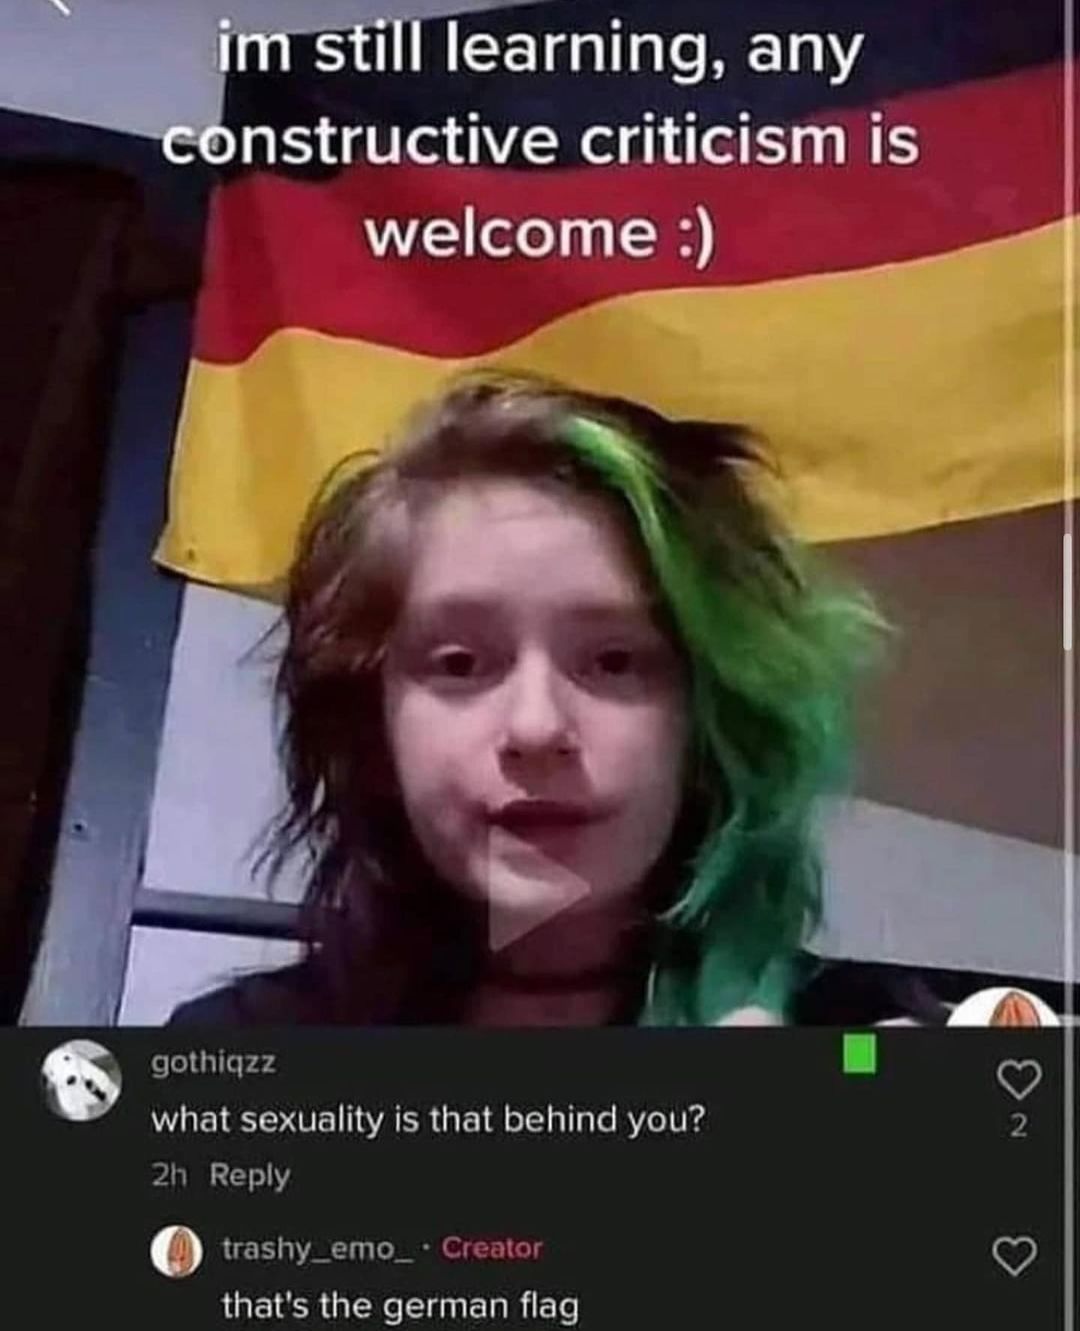 im still learning, any
constructive criticism is
welcome :)
gothiqzz
what sexuality is that behind you?
2h Reply
2
trashy_emo_ · Creator
that's the german flag